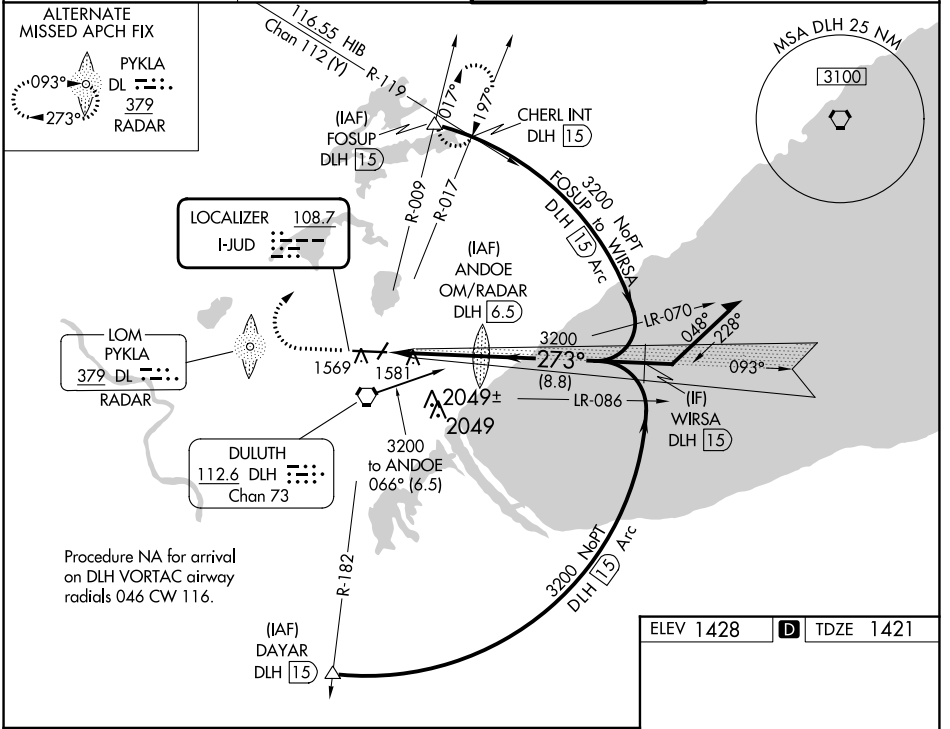 ALTERNATE
MISSED APCH FIX
093°
273°
PYKLA
DL
379
RADAR
116.55 HIB
Chan 112 (Y)
R-119
017°
197°
(IAF)
FOSUP
DLH 15
CHERL INT
DLH 15
MSA DLH 25 NM
3100
R-009
R-017
3200 NoPT
FOSUP to WIRSA
DLH 15 Arc
LOCALIZER 108.7
I-JUD
(IAF)
ANDOE
OM/RADAR
DLH 6.5
LR-070
048°
228°
LOM
PYKLA
379 DL
RADAR
1569
1581
3200
273°
(8.8)
093°
2049±
2049
LR-086
(IF)
WIRSA
DLH 15
DULUTH
112.6 DLH
Chan 73
3200
to ANDOE
066° (6.5)
R-182
Procedure NA for arrival
on DLH VORTAC airway
radials 046 CW 116.
3200 NoPT
DLH 15 Arc
(IAF)
DAYAR
DLH 15
ELEV 1428 D TDZE 1421